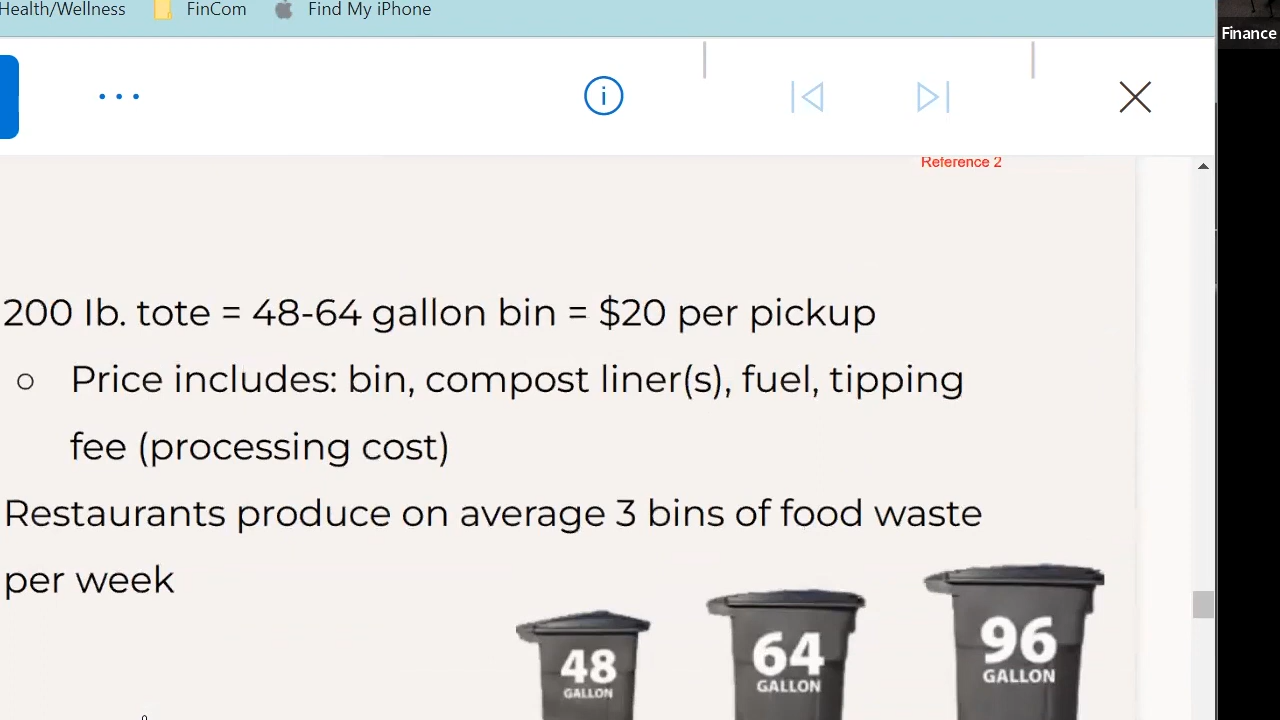 Health/Wellness FinCom Find My iPhone
Finance
Reference 2
200 lb. tote = 48-64 gallon bin = $20 per pickup
○ Price includes: bin, compost liner(s), fuel, tipping
fee (processing cost)
Restaurants produce on average 3 bins of food waste
per week
48
GALLON
64
GALLON
96
GALLON